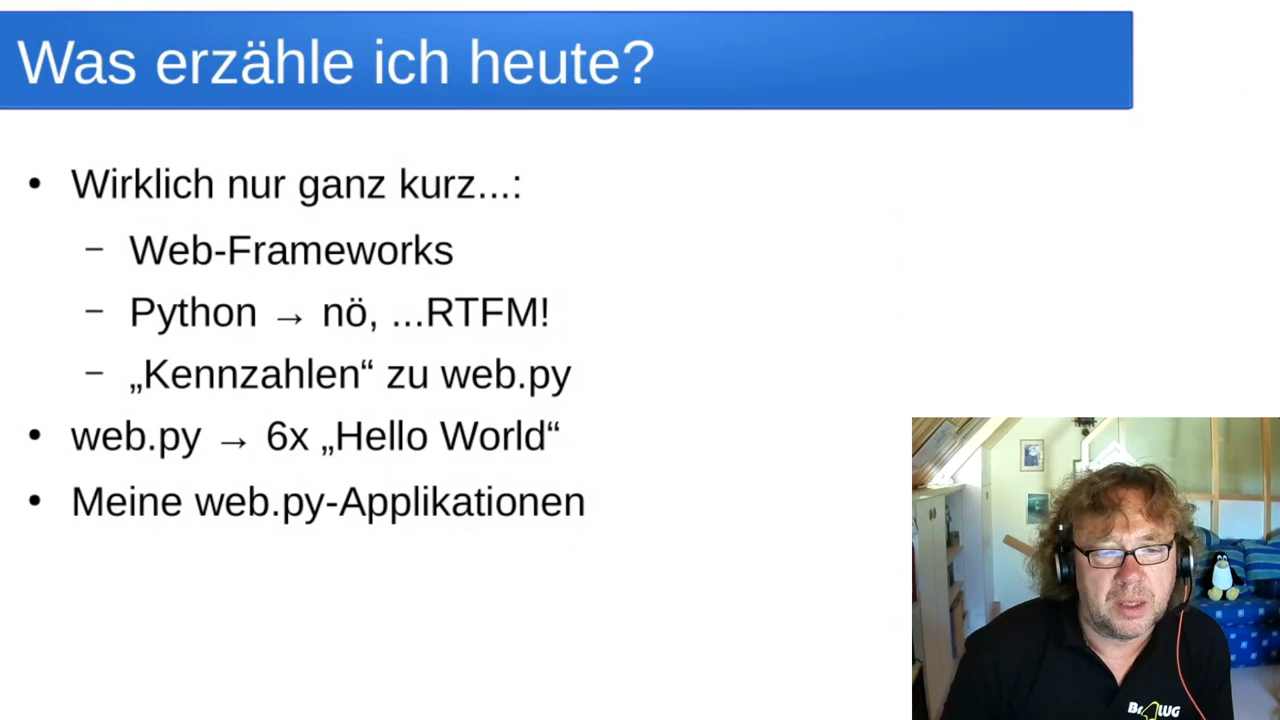 Was erzähle ich heute?
• Wirklich nur ganz kurz...:
– Web-Frameworks
– Python → nö, ...RTFM!
– „Kennzahlen“ zu web.py
• web.py → 6x „Hello World“
• Meine web.py-Applikationen